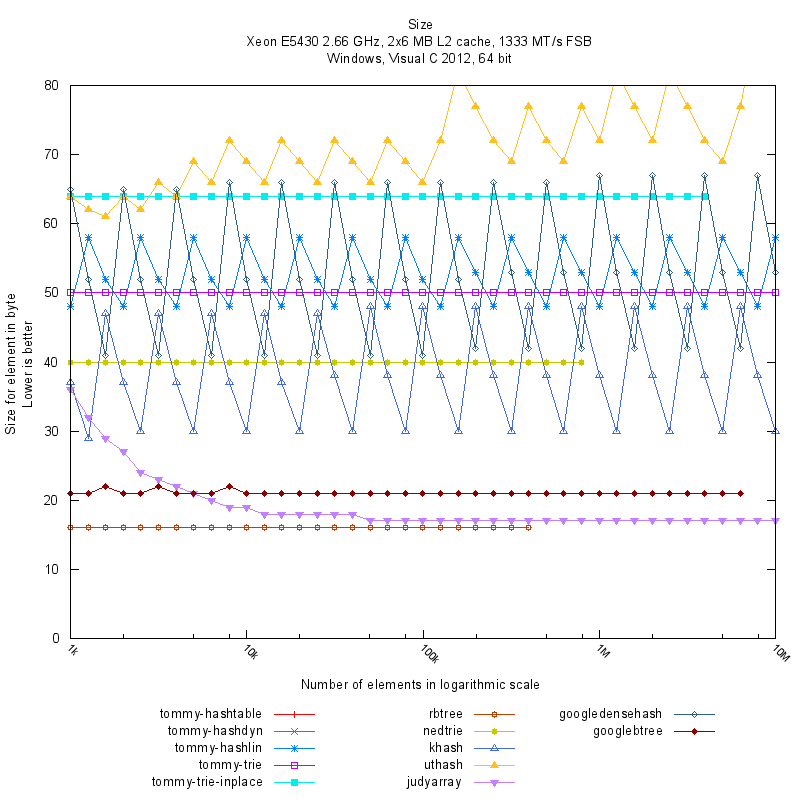 Size
Xeon E5430 2.66 GHz, 2x6 MB L2 cache, 1333 MT/s FSB
Windows, Visual C 2012, 64 bit
80
70
60
50
40
30
20
10
0
Size for element in byte
Lower is better
1k
10k
100k
1M
10M
Number of elements in logarithmic scale
tommy-hashtable
tommy-hashdyn
tommy-hashlin
tommy-trie
tommy-trie-inplace
rbtree
nedtrie
khash
uthash
judyarray
googledensehash
googlebtree